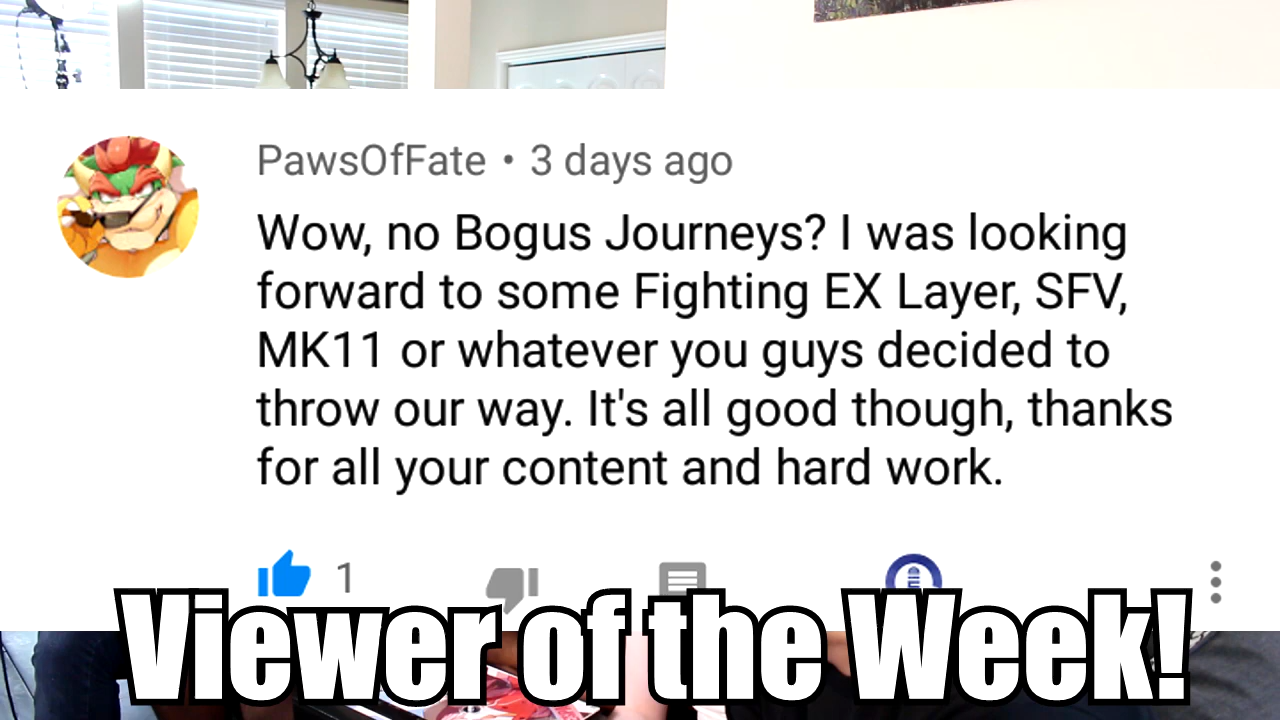 PawsOfFate • 3 days ago
Wow, no Bogus Journeys? I was looking
forward to some Fighting EX Layer, SFV,
MK11 or whatever you guys decided to
throw our way. It's all good though, thanks
for all your content and hard work.
1
Viewer of the Week!